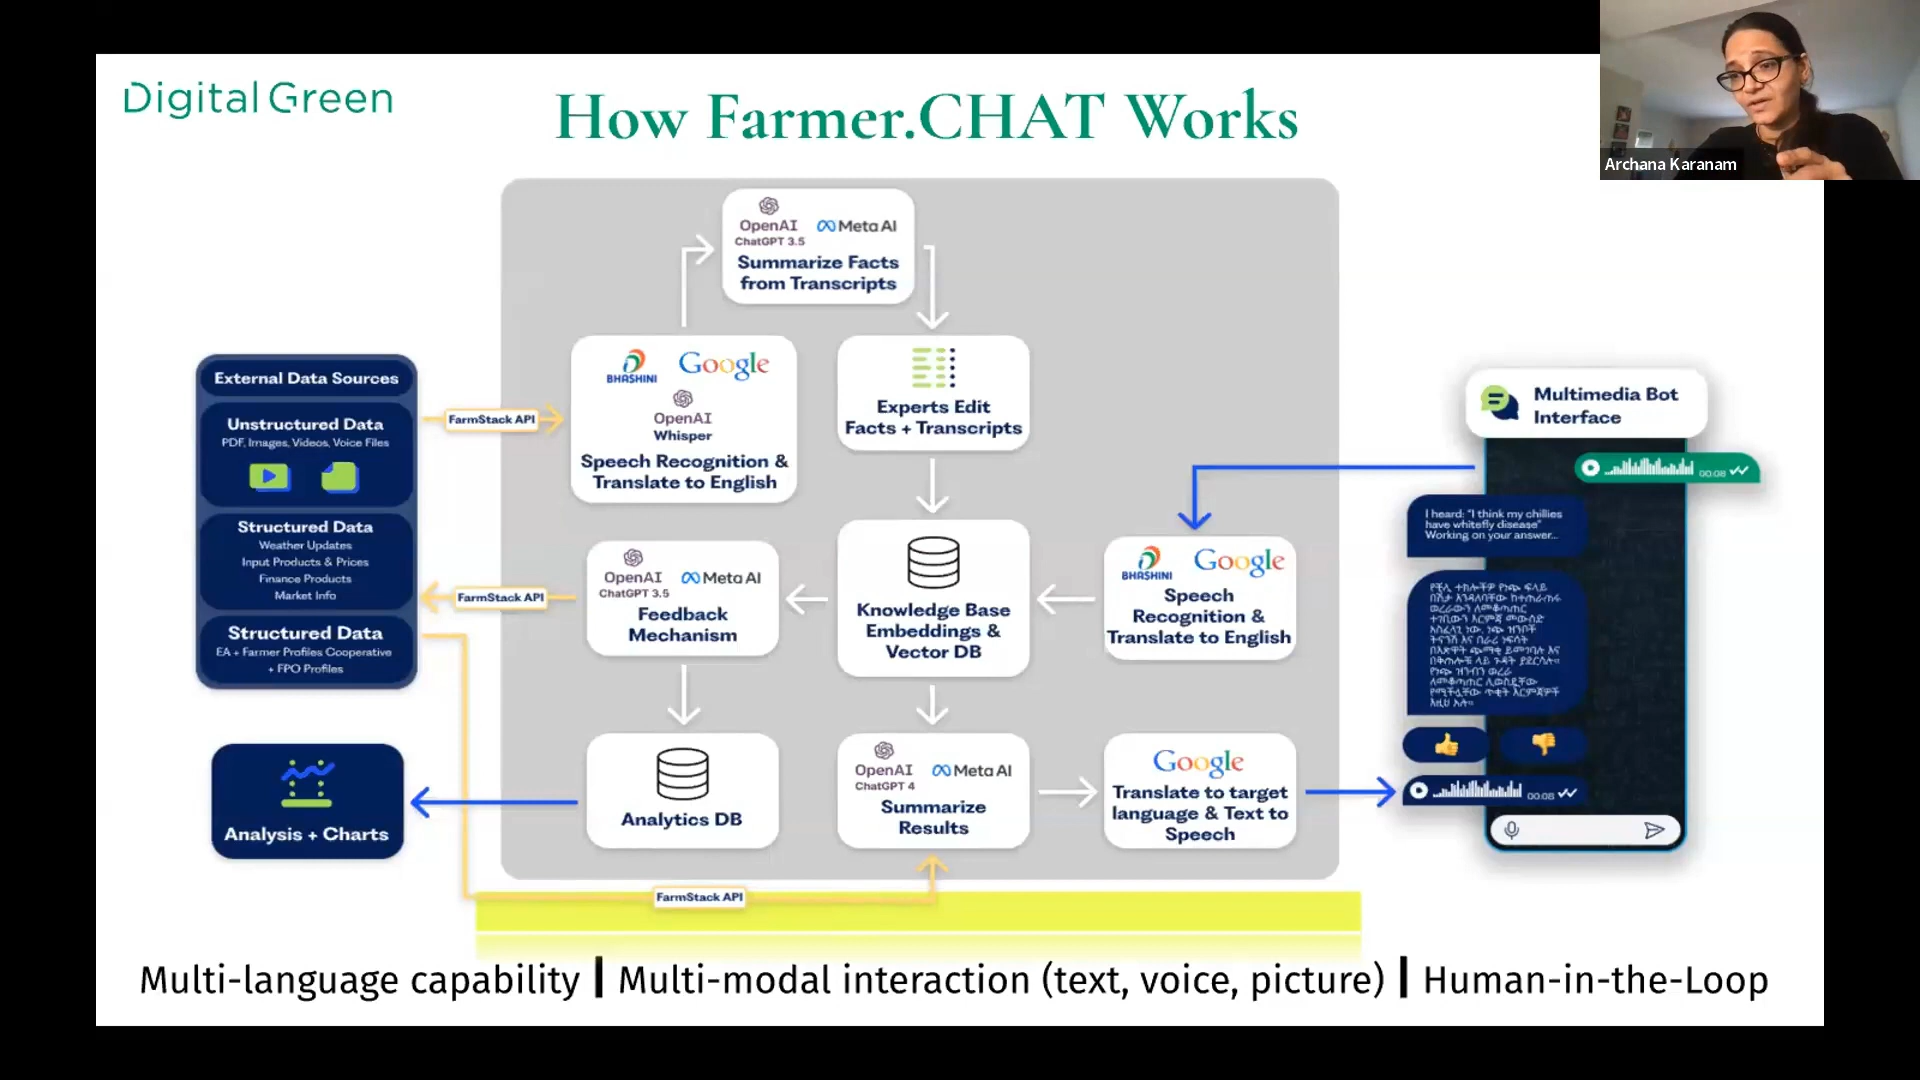 Digital Green
How Farmer.CHAT Works
Archana Karanam
OpenAI
ChatGPT 3.5
Meta AI
Summarize Facts
from Transcripts
External Data Sources
Unstructured Data
PDF, Images, Videos, Voice Files
Structured Data
Weather Updates
Input Products & Prices
Finance Products
Market Info
Structured Data
EA + Farmer Profiles Cooperative
+ FPO Profiles
FarmStack API
BHASHINI
Google
OpenAI
Whisper
Speech Recognition &
Translate to English
Experts Edit
Facts + Transcripts
Multimedia Bot
Interface
00:08
I heard: "I think my chillies
have whitefly disease"
Working on your answer...
FarmStack API
OpenAI
ChatGPT 3.5
Meta AI
Feedback
Mechanism
Knowledge Base
Embeddings &
Vector DB
BHASHINI
Google
Speech
Recognition &
Translate to English
Analysis + Charts
Analytics DB
OpenAI
ChatGPT 4
Meta AI
Summarize
Results
Google
Translate to target
language & Text to
Speech
00:08
FarmStack API
Multi-language capability | Multi-modal interaction (text, voice, picture) | Human-in-the-Loop